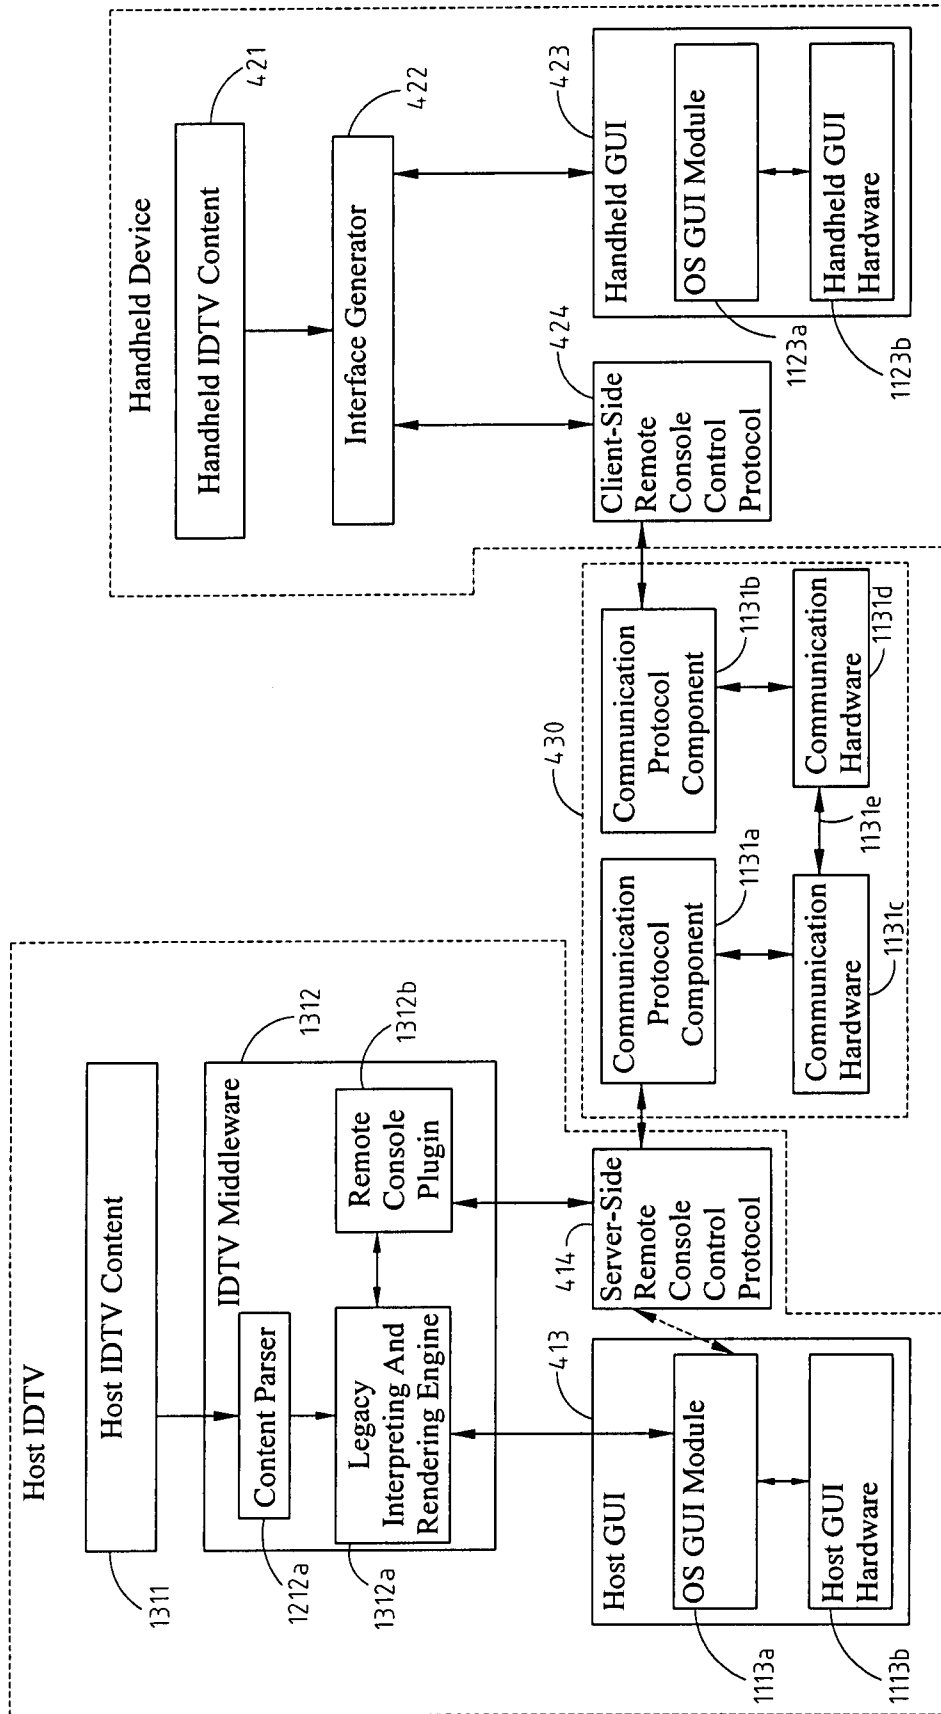 Host IDTV
Host IDTV Content
1311
IDTV Middleware
1312
Content Parser
1212a
Legacy
Interpreting And
Rendering Engine
1312a
Remote
Console
Plugin
1312b
Host GUI
413
OS GUI Module
1113a
Host GUI
Hardware
1113b
414
Server-Side
Remote
Console
Control
Protocol
430
Communication
Protocol
Component
1131a
Communication
Protocol
Component
1131b
Communication
Hardware
1131c
1131e
Communication
Hardware
1131d
Handheld Device
Handheld IDTV Content
421
Interface Generator
422
Client-Side
Remote
Console
Control
Protocol
424
Handheld GUI
423
OS GUI Module
1123a
Handheld GUI
Hardware
1123b